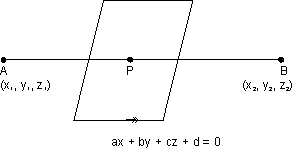 A P B
(x₁, y₁, z₁) (x₂, y₂, z₂)
ax + by + cz + d = 0